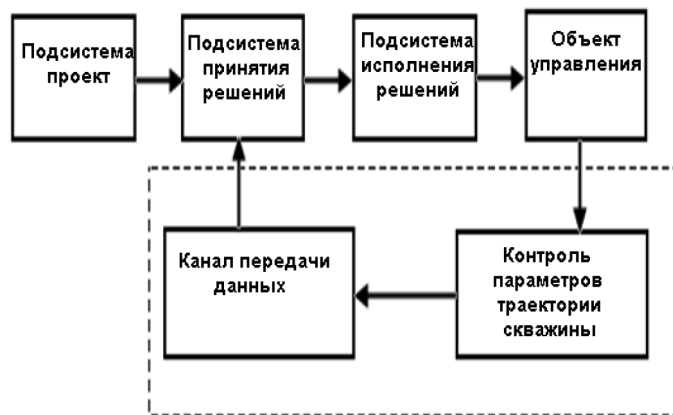 Подсистема
проект
Подсистема
принятия
решений
Подсистема
исполнения
решений
Объект
управления
Канал передачи
данных
Контроль
параметров
траектории
скважины